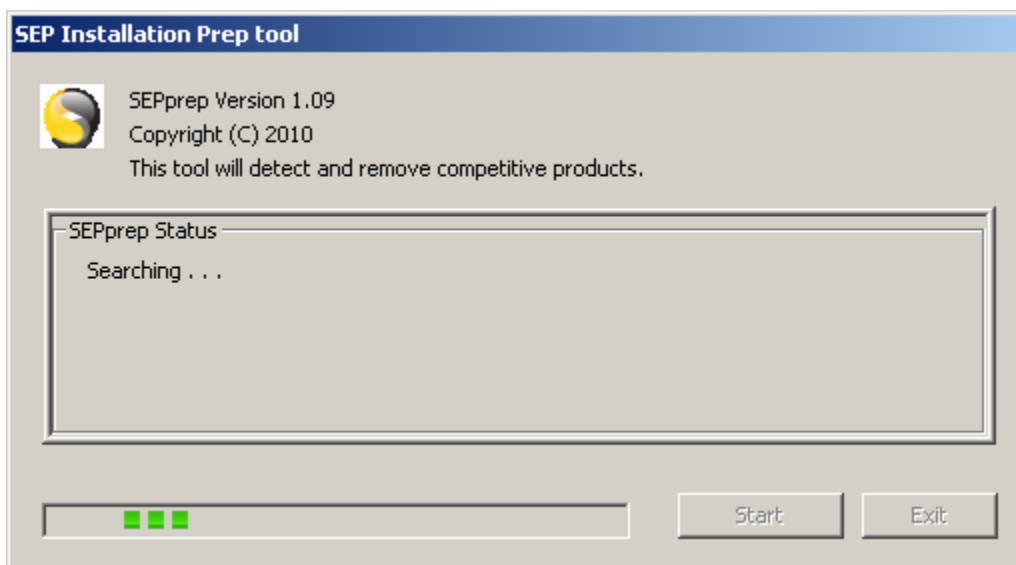 SEP Installation Prep tool
SEPprep Version 1.09
Copyright (C) 2010
This tool will detect and remove competitive products.
SEPprep Status
Searching . . .
Start
Exit